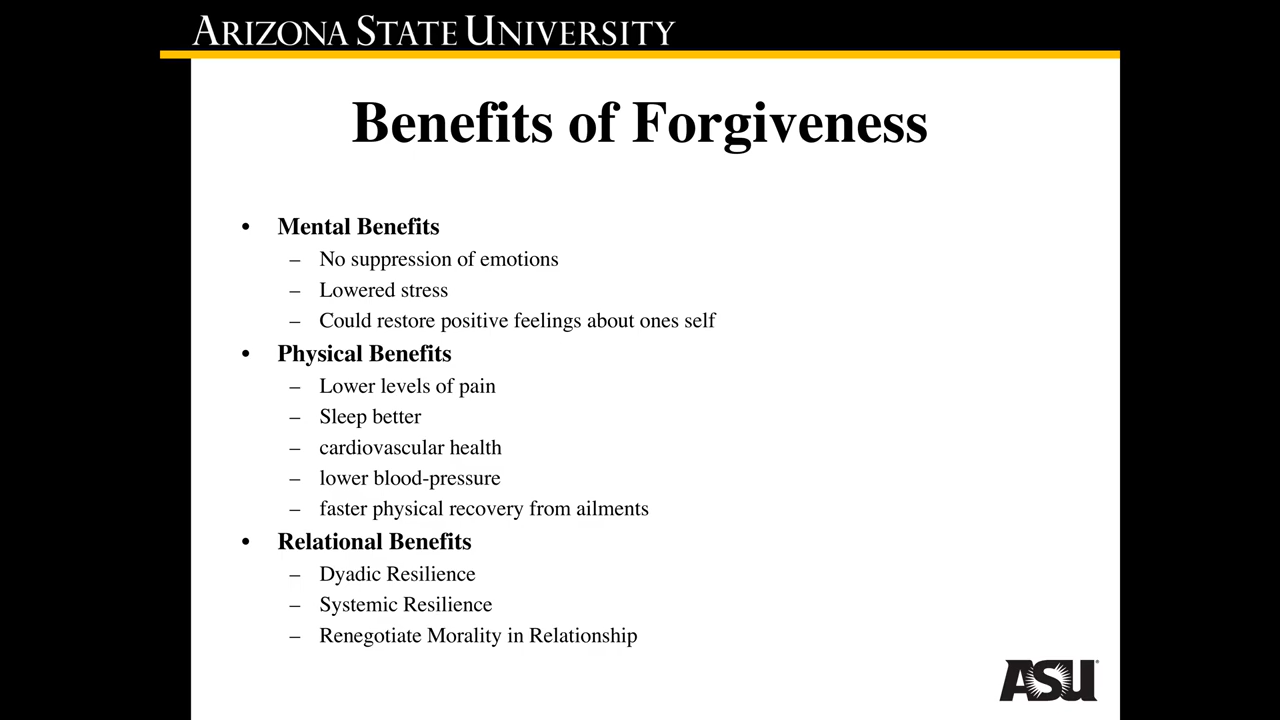 ARIZONA STATE UNIVERSITY
Benefits of Forgiveness
• Mental Benefits
– No suppression of emotions
– Lowered stress
– Could restore positive feelings about ones self
• Physical Benefits
– Lower levels of pain
– Sleep better
– cardiovascular health
– lower blood-pressure
– faster physical recovery from ailments
• Relational Benefits
– Dyadic Resilience
– Systemic Resilience
– Renegotiate Morality in Relationship
ASU